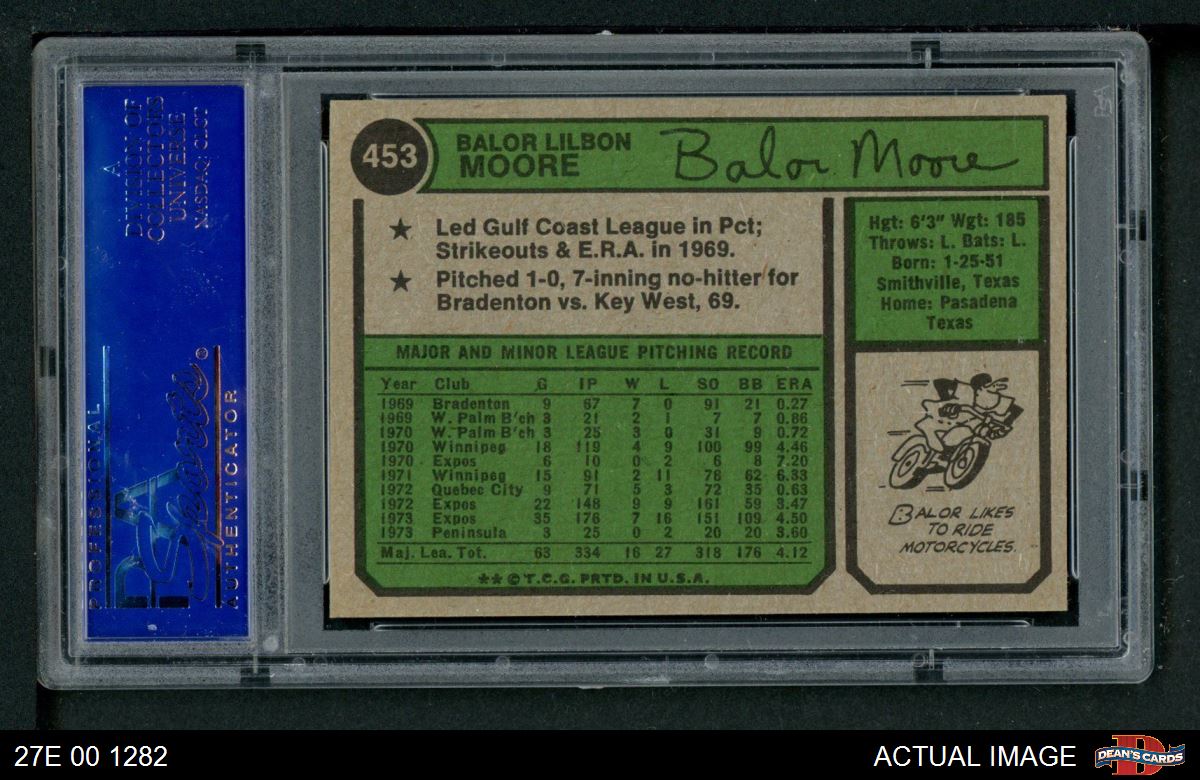 A
DIVISION OF
COLLECTORS
UNIVERSE
NASDAQ: CLCT
PROFESSIONAL
PSA
Sports®
AUTHENTICATOR
453
BALOR LILBON
MOORE
Balor Moore
★ Led Gulf Coast League in Pct;
Strikeouts & E.R.A. in 1969.
★ Pitched 1-0, 7-inning no-hitter for
Bradenton vs. Key West, 69.
Hgt: 6'3" Wgt: 185
Throws: L. Bats: L.
Born: 1-25-51
Smithville, Texas
Home: Pasadena
Texas
MAJOR AND MINOR LEAGUE PITCHING RECORD
Year Club G IP W L SO BB ERA
1969 Bradenton 9 67 7 0 91 21 0.27
1969 W. Palm B'ch 3 21 2 1 7 7 0.86
1970 W. Palm B'ch 3 25 3 0 31 9 0.72
1970 Winnipeg 18 119 4 9 100 99 4.46
1970 Expos 6 10 0 2 6 8 7.20
1971 Winnipeg 15 91 2 11 78 62 6.33
1972 Quebec City 9 71 5 3 72 35 0.63
1972 Expos 22 148 9 9 161 59 3.47
1973 Expos 35 176 7 16 151 109 4.50
1973 Peninsula 3 25 0 2 20 20 3.60
Maj. Lea. Tot. 63 334 16 27 318 176 4.12
** © T.C.G. PRTD. IN U.S.A.
BALOR LIKES
TO RIDE
MOTORCYCLES.
27E 00 1282
ACTUAL IMAGE
DEAN'S CARDS